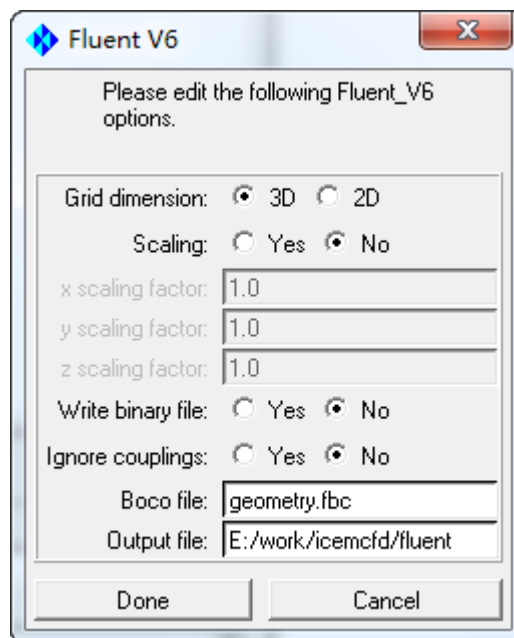 Fluent V6
Please edit the following Fluent_V6
options.
Grid dimension: 3D 2D
Scaling: Yes No
x scaling factor: 1.0
y scaling factor: 1.0
z scaling factor: 1.0
Write binary file: Yes No
Ignore couplings: Yes No
Boco file: geometry.fbc
Output file: E:/work/icemcfd/fluent
Done Cancel